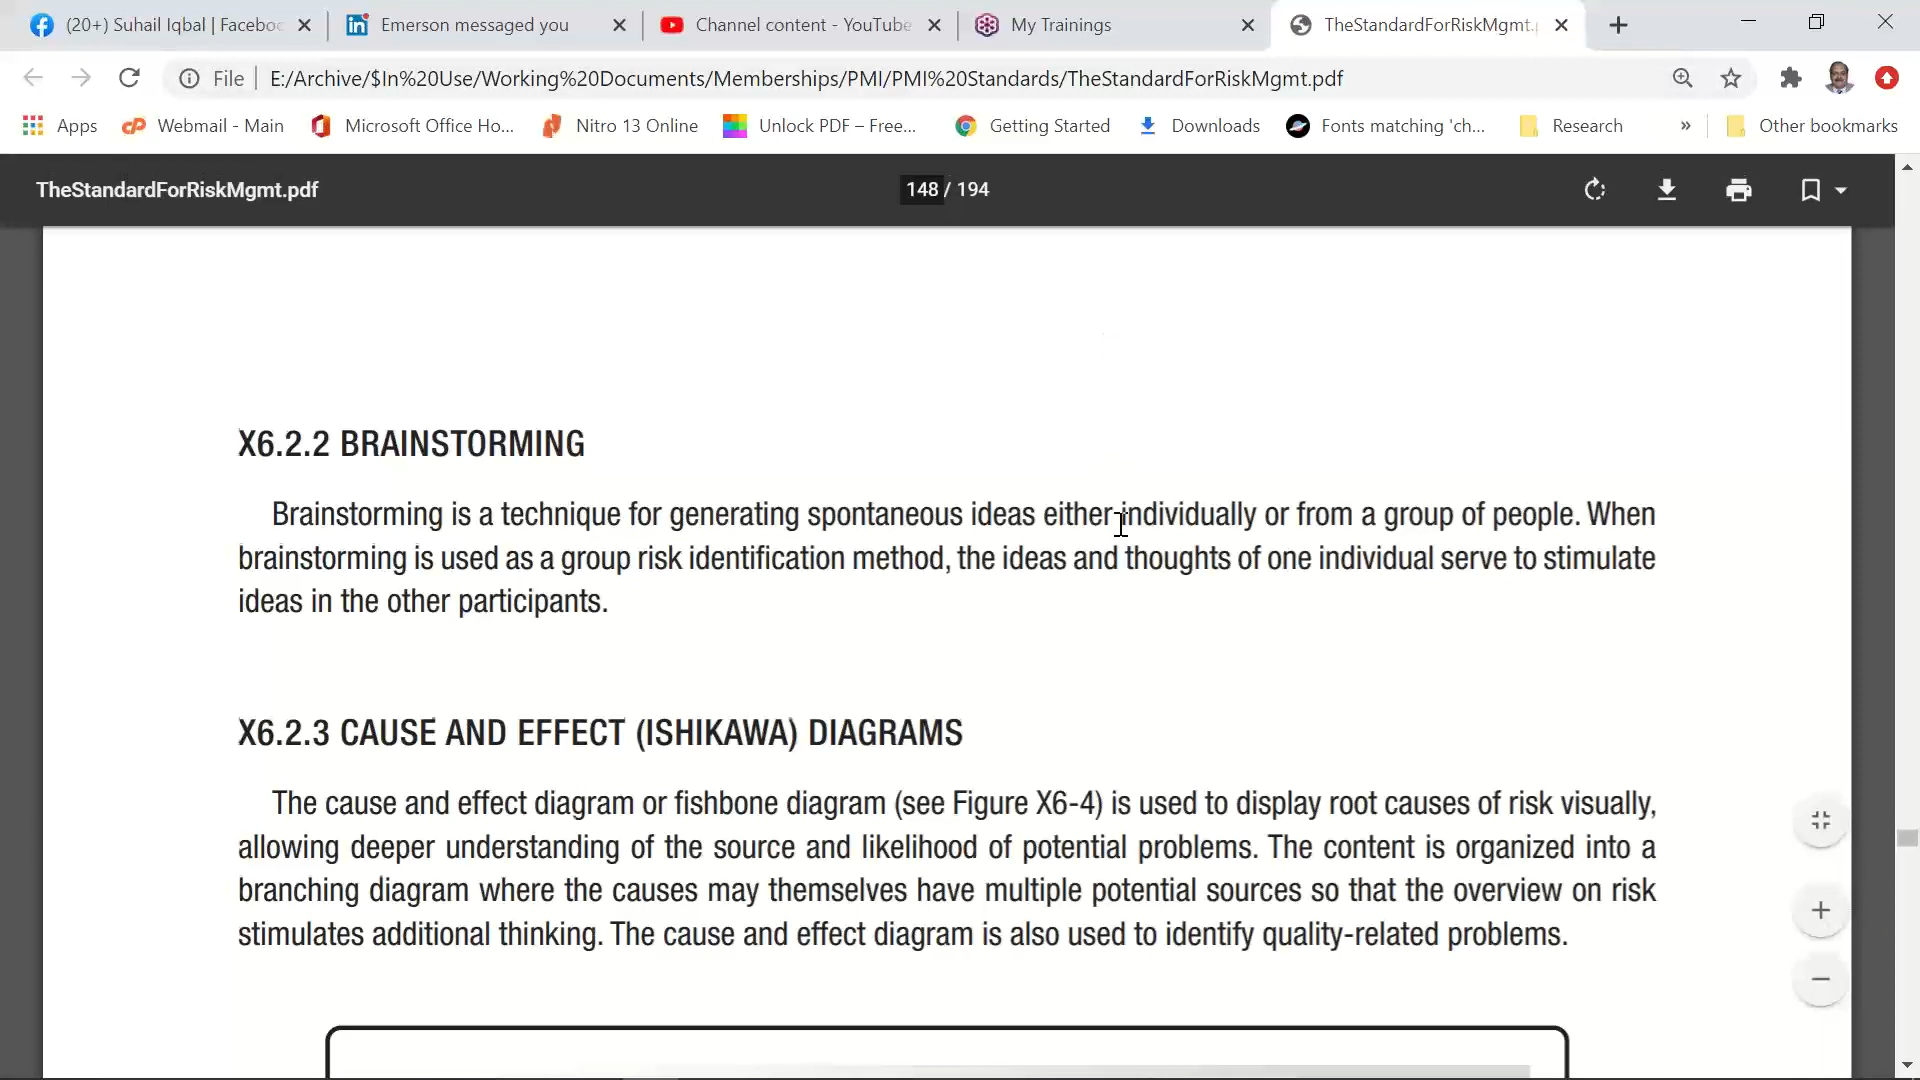 (20+) Suhail Iqbal | Faceboo
Emerson messaged you
Channel content - YouTube
My Trainings
TheStandardForRiskMgmt.
File
E:/Archive/$In%20Use/Working%20Documents/Memberships/PMI/PMI%20Standards/TheStandardForRiskMgmt.pdf
Apps
Webmail - Main
Microsoft Office Ho...
Nitro 13 Online
Unlock PDF – Free...
Getting Started
Downloads
Fonts matching 'ch...
Research
»
Other bookmarks
TheStandardForRiskMgmt.pdf
148 / 194
X6.2.2 BRAINSTORMING
Brainstorming is a technique for generating spontaneous ideas either individually or from a group of people. When
brainstorming is used as a group risk identification method, the ideas and thoughts of one individual serve to stimulate
ideas in the other participants.
X6.2.3 CAUSE AND EFFECT (ISHIKAWA) DIAGRAMS
The cause and effect diagram or fishbone diagram (see Figure X6-4) is used to display root causes of risk visually,
allowing deeper understanding of the source and likelihood of potential problems. The content is organized into a
branching diagram where the causes may themselves have multiple potential sources so that the overview on risk
stimulates additional thinking. The cause and effect diagram is also used to identify quality-related problems.